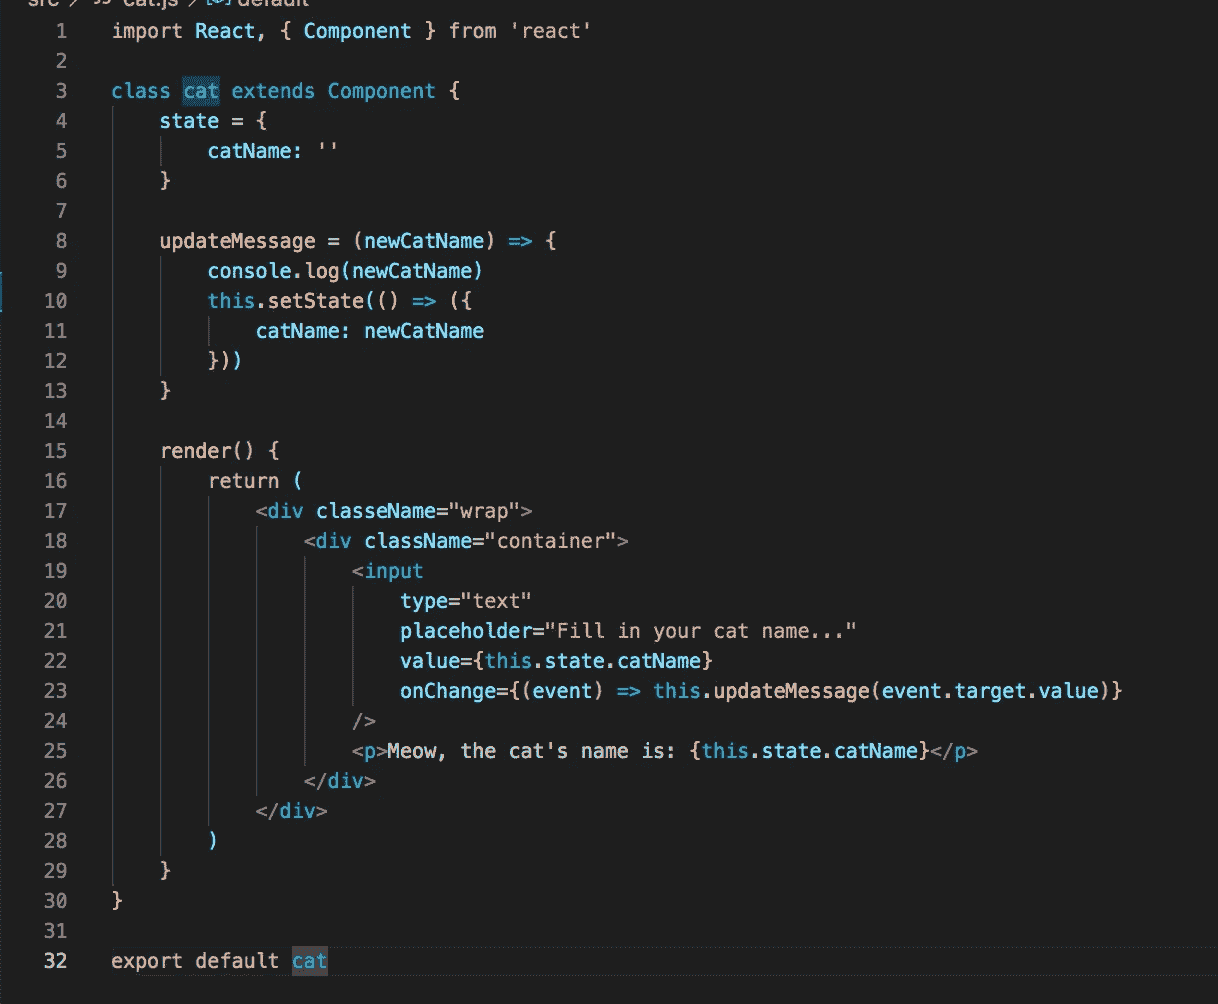 src > JS Cat.js > default
1 import React, { Component } from 'react'
2
3 class cat extends Component {
4 state = {
5 catName: ''
6 }
7
8 updateMessage = (newCatName) => {
9 console.log(newCatName)
10 this.setState(() => ({
11 catName: newCatName
12 }))
13 }
14
15 render() {
16 return (
17 <div classeName="wrap">
18 <div className="container">
19 <input
20 type="text"
21 placeholder="Fill in your cat name..."
22 value={this.state.catName}
23 onChange={(event) => this.updateMessage(event.target.value)}
24 />
25 <p>Meow, the cat's name is: {this.state.catName}</p>
26 </div>
27 </div>
28 )
29 }
30 }
31
32 export default cat